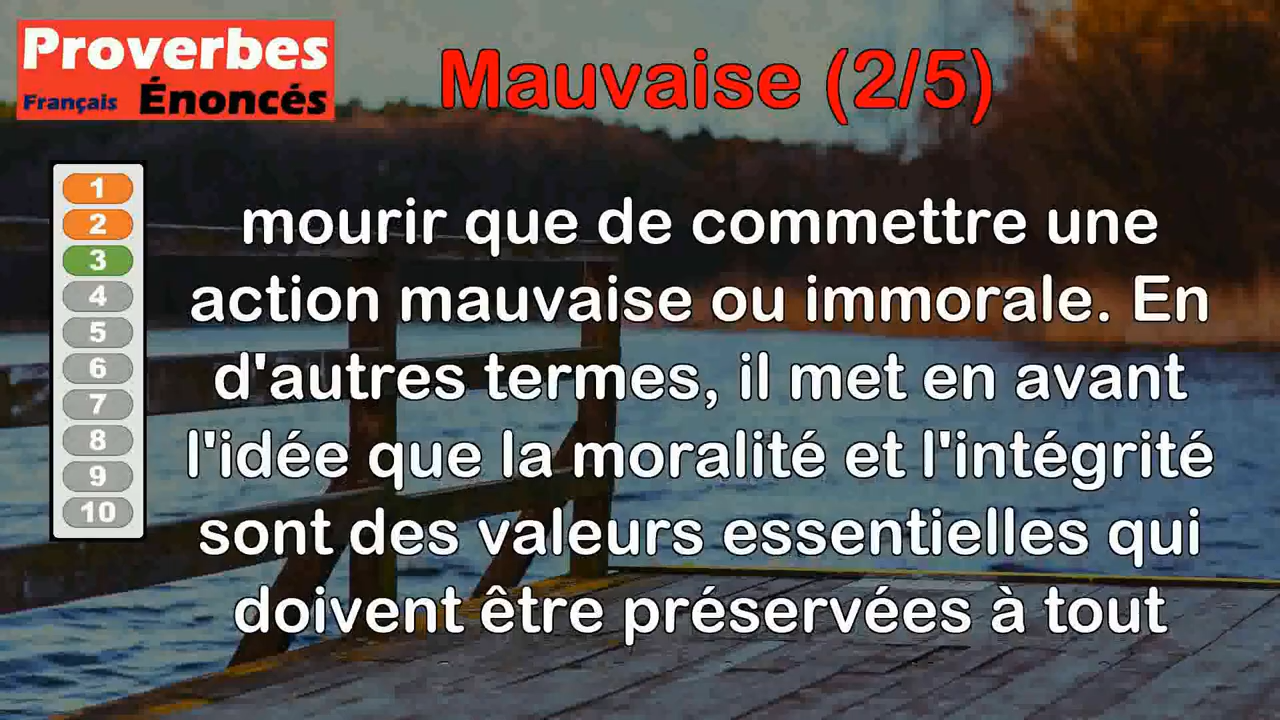 Proverbes
Français Énoncés
Mauvaise (2/5)
1
2
3
4
5
6
7
8
9
10
mourir que de commettre une
action mauvaise ou immorale. En
d'autres termes, il met en avant
l'idée que la moralité et l'intégrité
sont des valeurs essentielles qui
doivent être préservées à tout